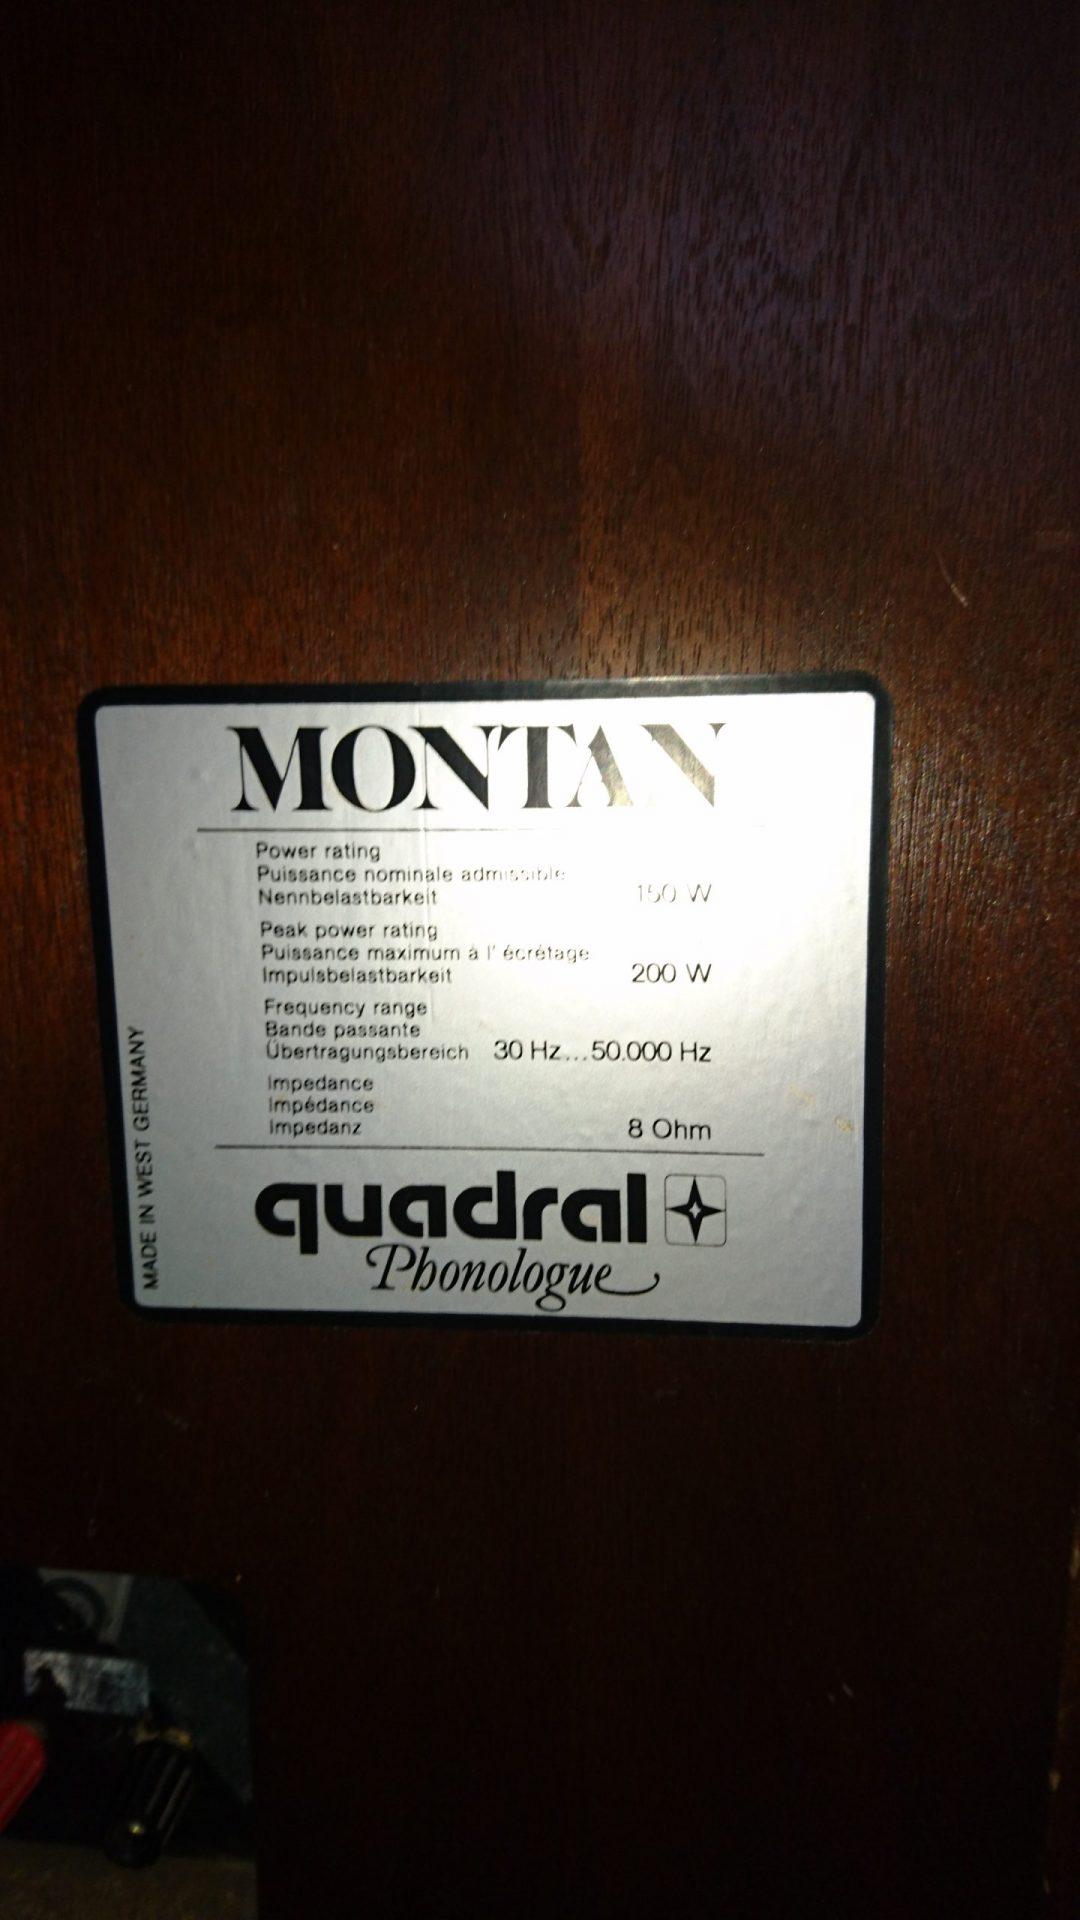 MONTAN
Power rating
Puissance nominale admissible
Nennbelastbarkeit 150 W
Peak power rating
Puissance maximum à l' écrétage
Impulsbelastbarkeit 200 W
Frequency range
Bande passante
Übertragungsbereich 30 Hz...50.000 Hz
Impedance
Impédance
Impedanz 8 Ohm
quadral
Phonologue
MADE IN WEST GERMANY